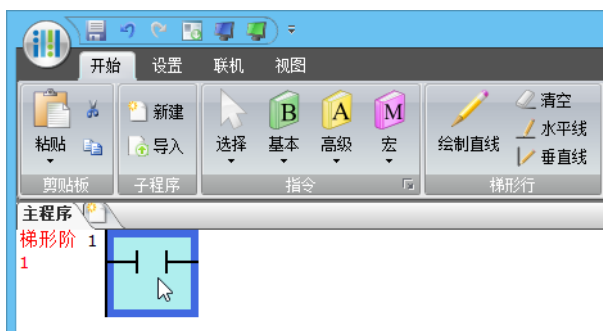 开始 设置 联机 视图
粘贴 新建 导入 选择 B 基本 A 高级 M 宏 绘制直线 清空 水平线 垂直线
剪贴板 子程序 指令 梯形行
主程序
梯形阶 1
1